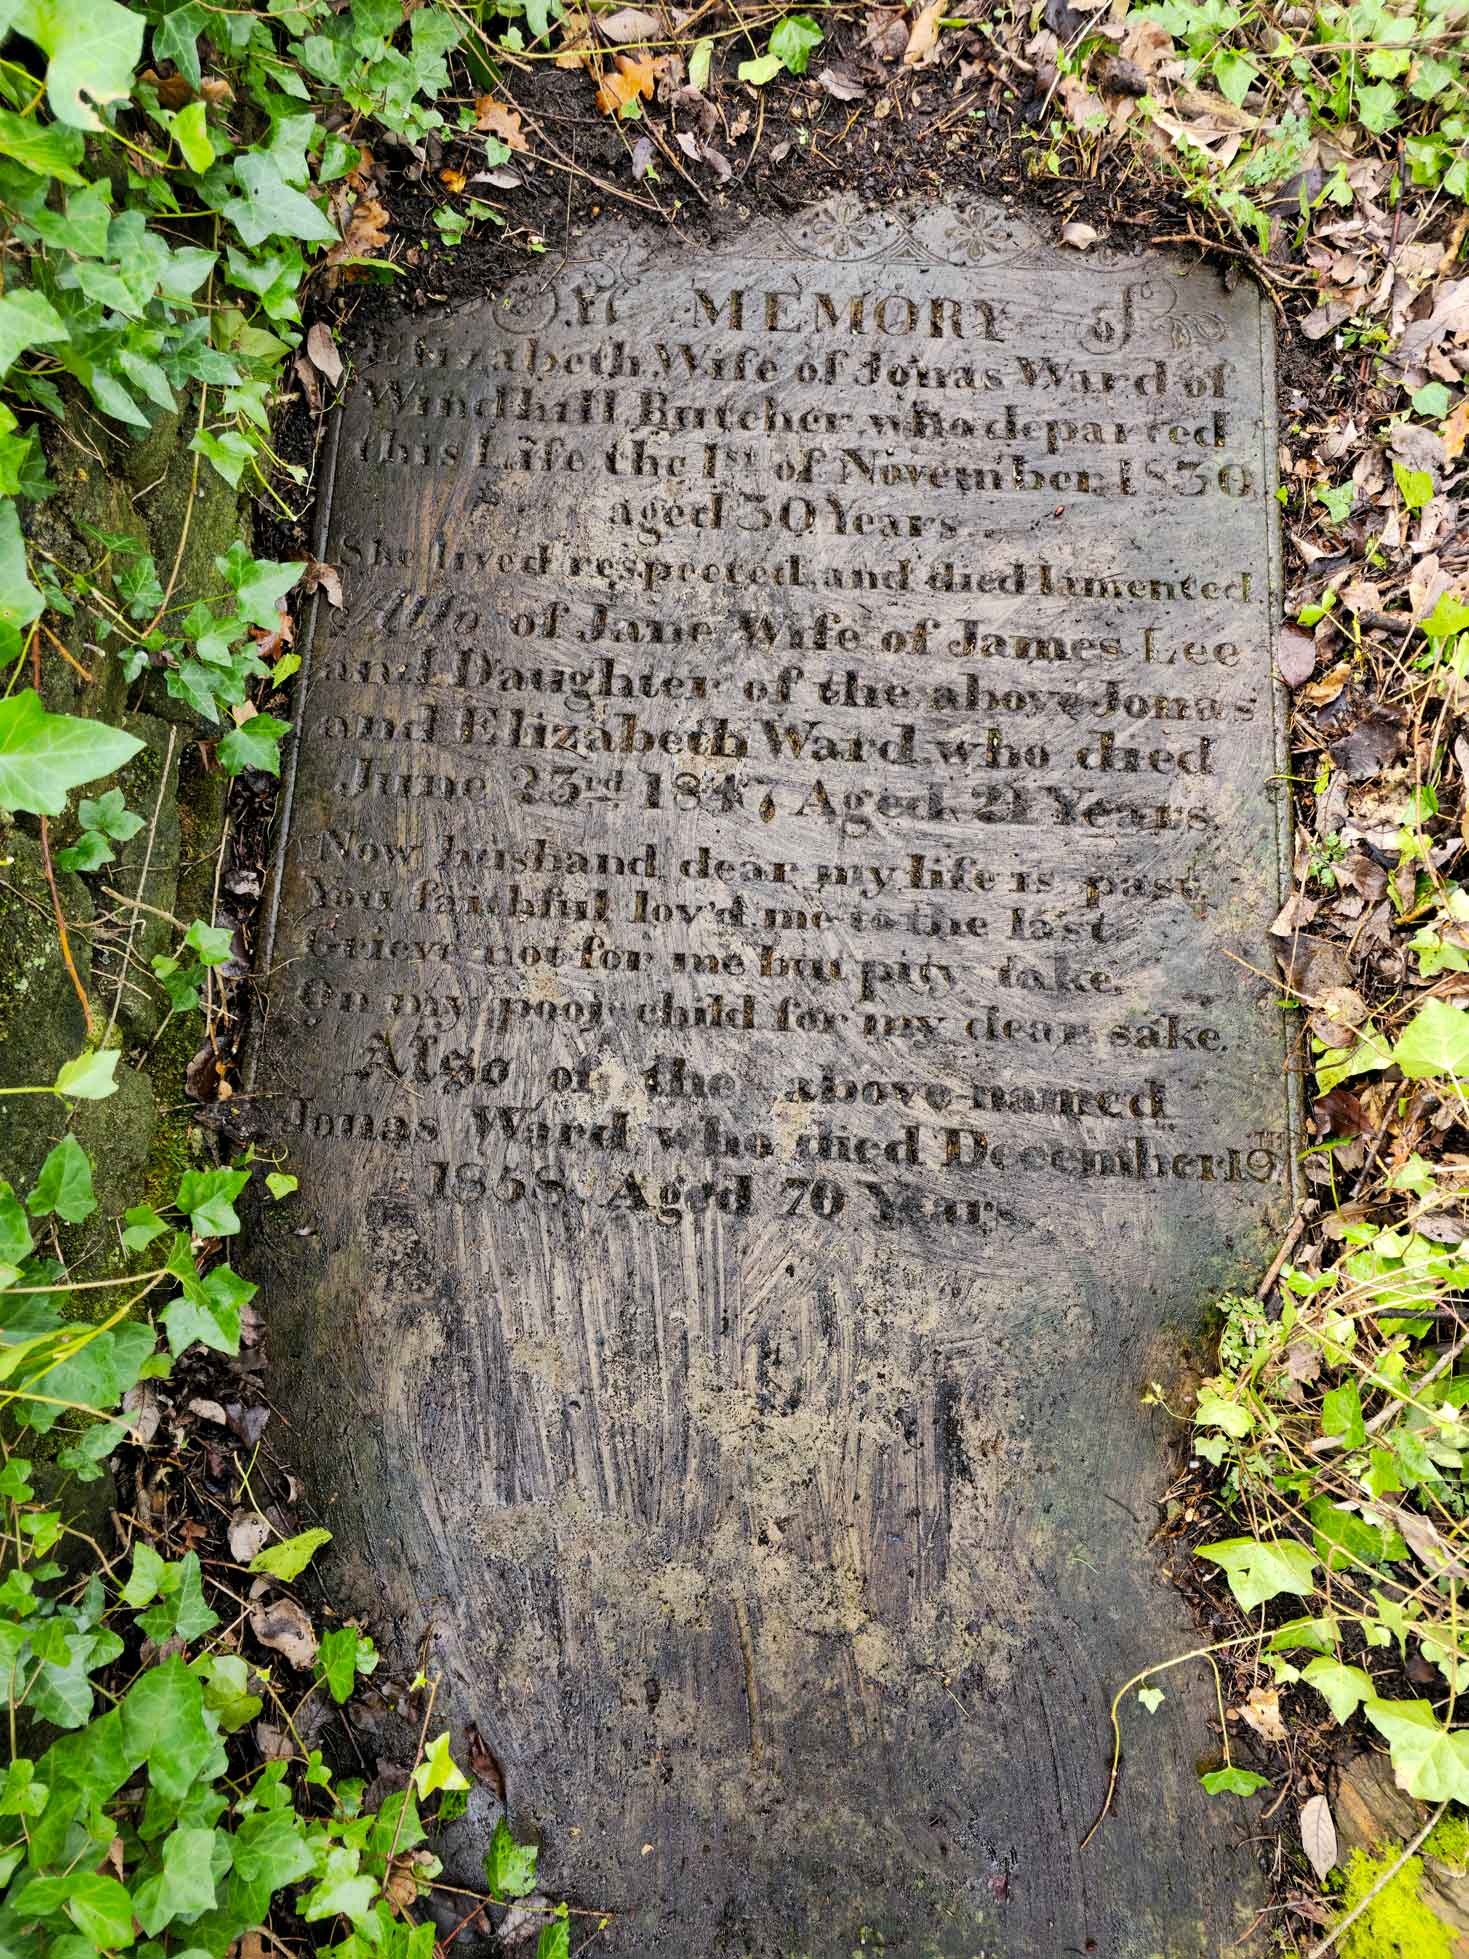 In MEMORY of
Elizabeth, Wife of Jonas Ward of
Windhill, Butcher, who departed
this Life, the 1st of November, 1830
aged 30 Years.
She lived respected, and died lamented.
Also of Jane Wife of James Lee
and Daughter of the above Jonas
and Elizabeth Ward, who died
June 23rd 1847 Aged 21 Years.
Now husband dear my life is past,
You faithful lov'd me to the last
Grieve not for me but pity take
On my poor child for my dear sake.
Also of the above-named
Jonas Ward who died December 19th
1858, Aged 70 Years.